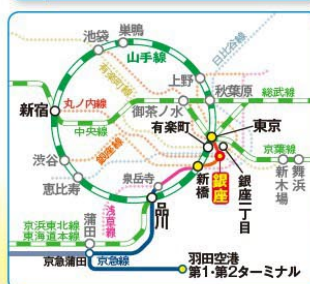 池袋
巣鴨
日比谷線
山手線
有楽町線
上野
秋葉原
総武線
新宿
丸ノ内線
御茶ノ水
中央線
有楽町
東京
京葉線
渋谷
銀座線
恵比寿
泉岳寺
新橋
銀座
銀座一丁目
新木場
舞浜
浅草線
品川
京浜東北線
東海道本線
蒲田
京急蒲田
京急線
羽田空港
第1・第2ターミナル